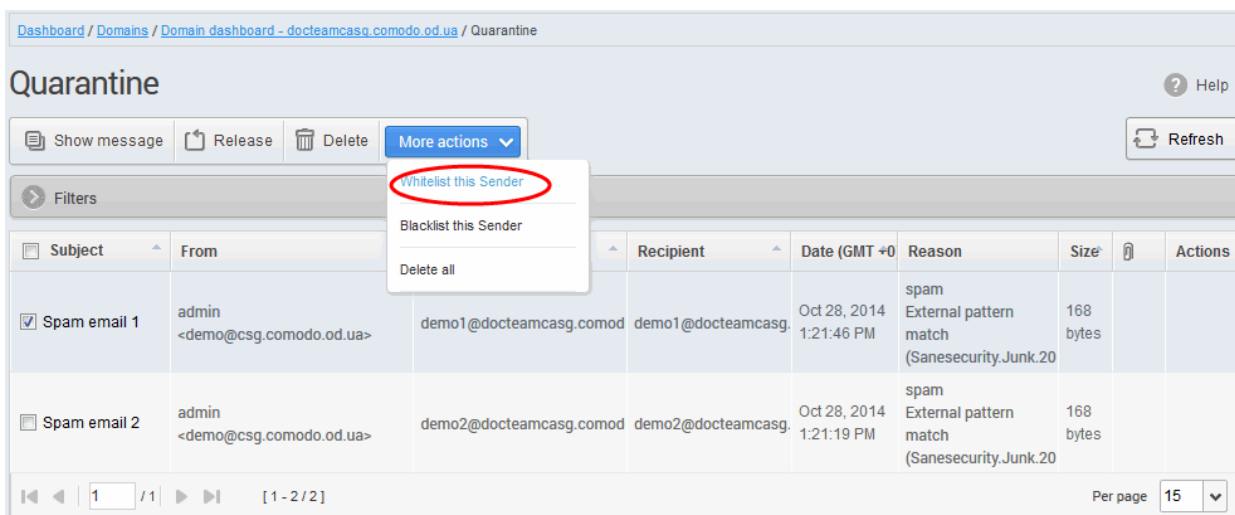 Dashboard / Domains / Domain dashboard - docteamcasg.comodo.od.ua / Quarantine
Quarantine
Help
Show message Release Delete More actions Refresh
Whitelist this Sender
Filters
Blacklist this Sender
Delete all
Subject From Recipient Date (GMT +0 Reason Size Actions
Spam email 1
admin
<demo@csg.comodo.od.ua>
demo1@docteamcasg.comod
demo1@docteamcasg.
Oct 28, 2014
1:21:46 PM
spam
External pattern
match
(Sanesecurity.Junk.20
168
bytes
Spam email 2
admin
<demo@csg.comodo.od.ua>
demo2@docteamcasg.comod
demo2@docteamcasg.
Oct 28, 2014
1:21:19 PM
spam
External pattern
match
(Sanesecurity.Junk.20
168
bytes
1 / 1 [ 1 - 2 / 2 ] Per page 15